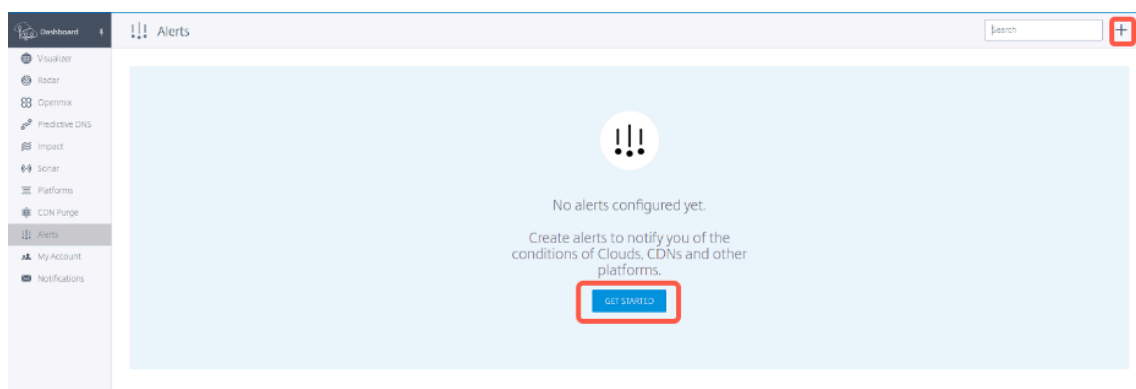 Dashboard
Alerts
Search
Visualizer
Radar
Openmix
Predictive DNS
Impact
Sonar
Platforms
CDN Purge
Alerts
My Account
Notifications
No alerts configured yet.
Create alerts to notify you of the
conditions of Clouds, CDNs and other
platforms.
GET STARTED